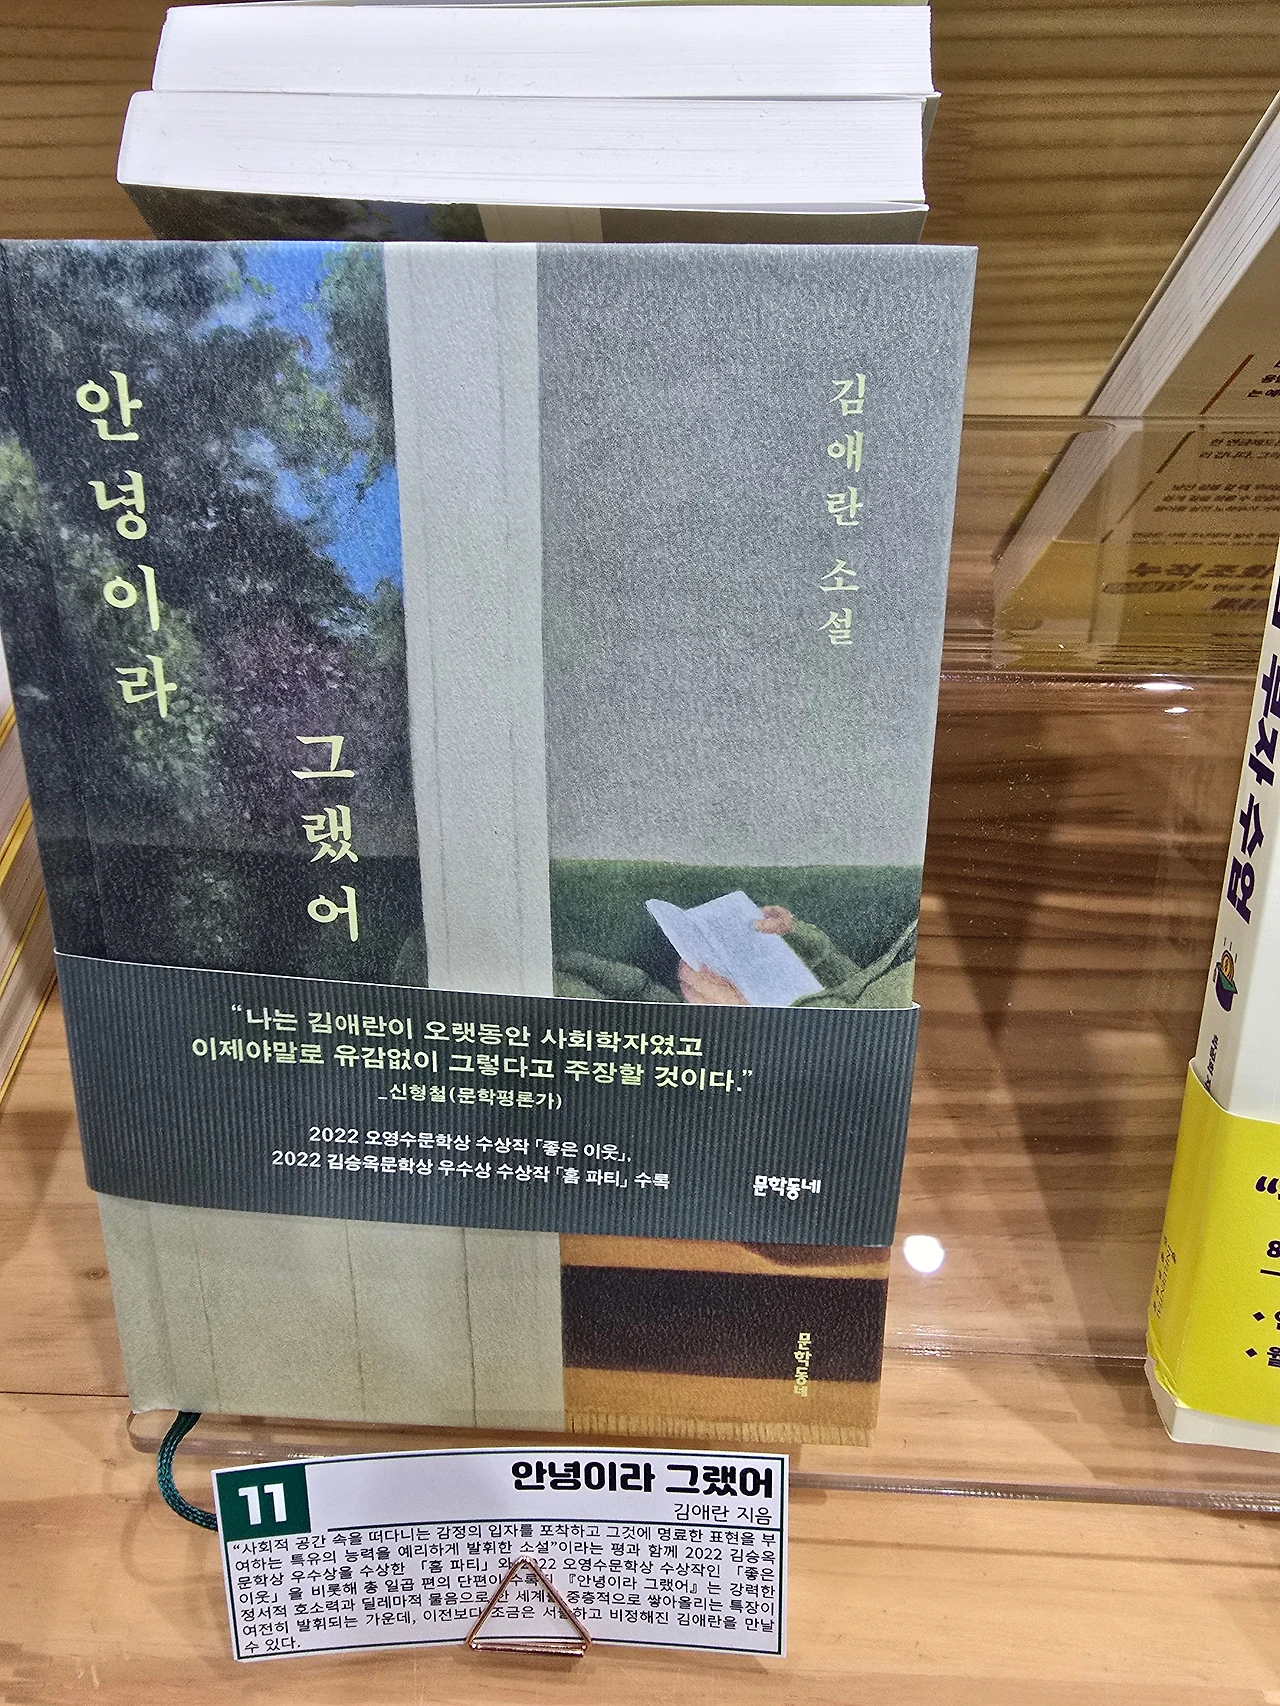 안녕이라
그랬어
김애란 소설
“나는 김애란이 오랫동안 사회학자였고
이제야말로 유감없이 그렇다고 주장할 것이다.”
_신형철(문학평론가)
2022 오영수문학상 수상작 「좋은 이웃」,
2022 김승옥문학상 우수상 수상작 「홈 파티」 수록
문학동네
문학동네
11
안녕이라 그랬어
김애란 지음
“사회적 공간 속을 떠다니는 감정의 입자를 포착하고 그것에 명료한 표현을 부
여하는 특유의 능력을 예리하게 발휘한 소설”이라는 평과 함께 2022 김승옥
문학상 우수상을 수상한 「홈 파티」와 2022 오영수문학상 수상작인 「좋은
이웃」을 비롯해 총 일곱 편의 단편이 『안녕이라 그랬어』는 강력한
정서적 호소력과 딜레마적 물음으로 한 세계를 중층적으로 쌓아올리는 특장이
여전히 발휘되는 가운데, 이전보다 조금은 서늘하고 비정해진 김애란을 만날
수 있다.
부자 수업